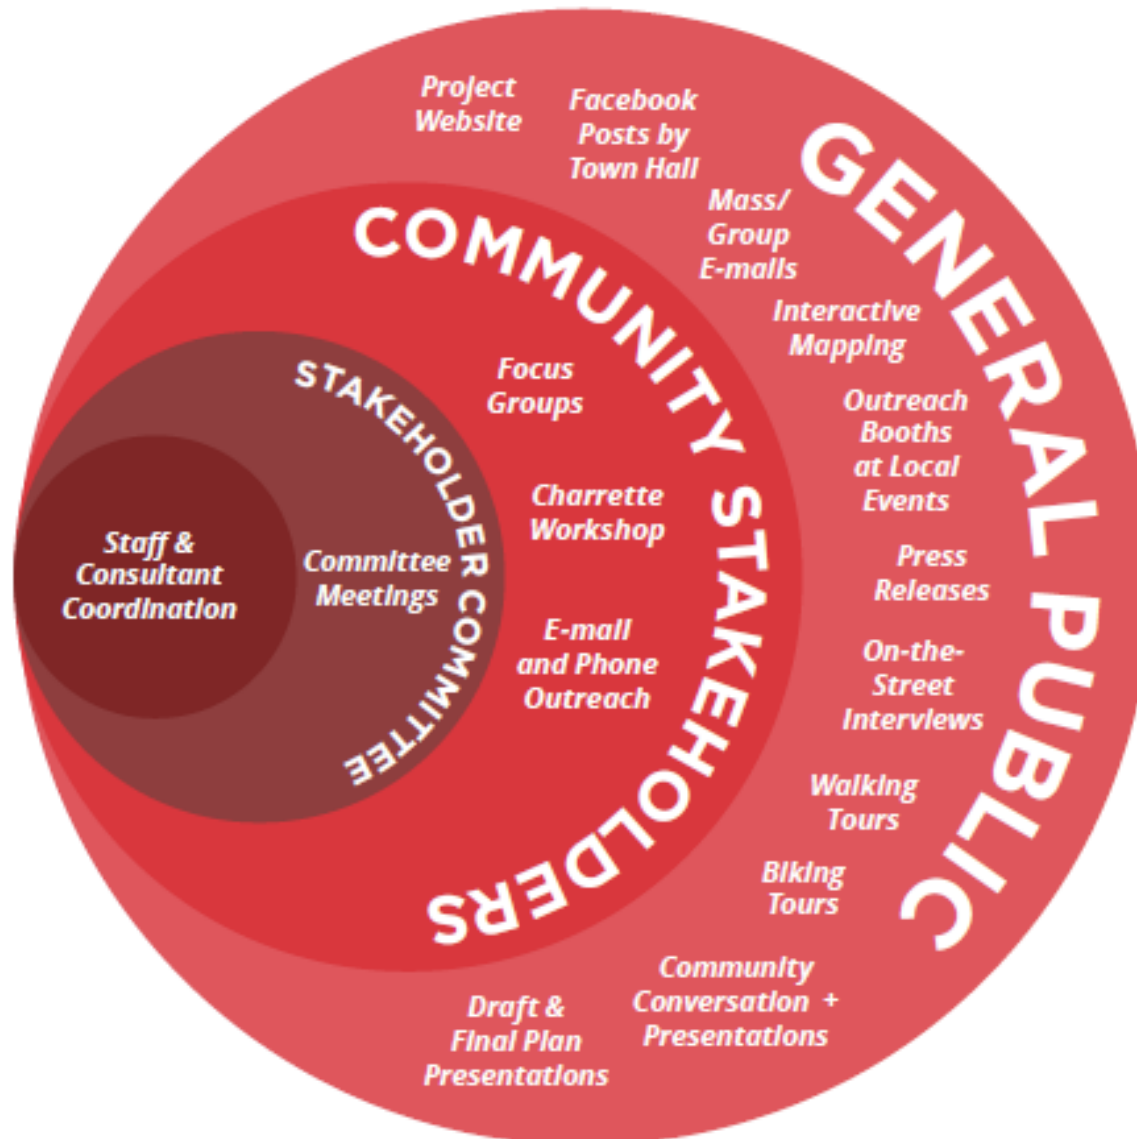 Project
Website
Facebook
Posts by
Town Hall
Mass/
Group
E-mails
Interactive
Mapping
Outreach
Booths
at Local
Events
Press
Releases
On-the-
Street
Interviews
Walking
Tours
Biking
Tours
Community
Conversation +
Presentations
Draft &
Final Plan
Presentations
GENERAL PUBLIC
COMMUNITY STAKEHOLDERS
Focus
Groups
Charrette
Workshop
E-mail
and Phone
Outreach
STAKEHOLDER COMMITTEE
Committee
Meetings
Staff &
Consultant
Coordination